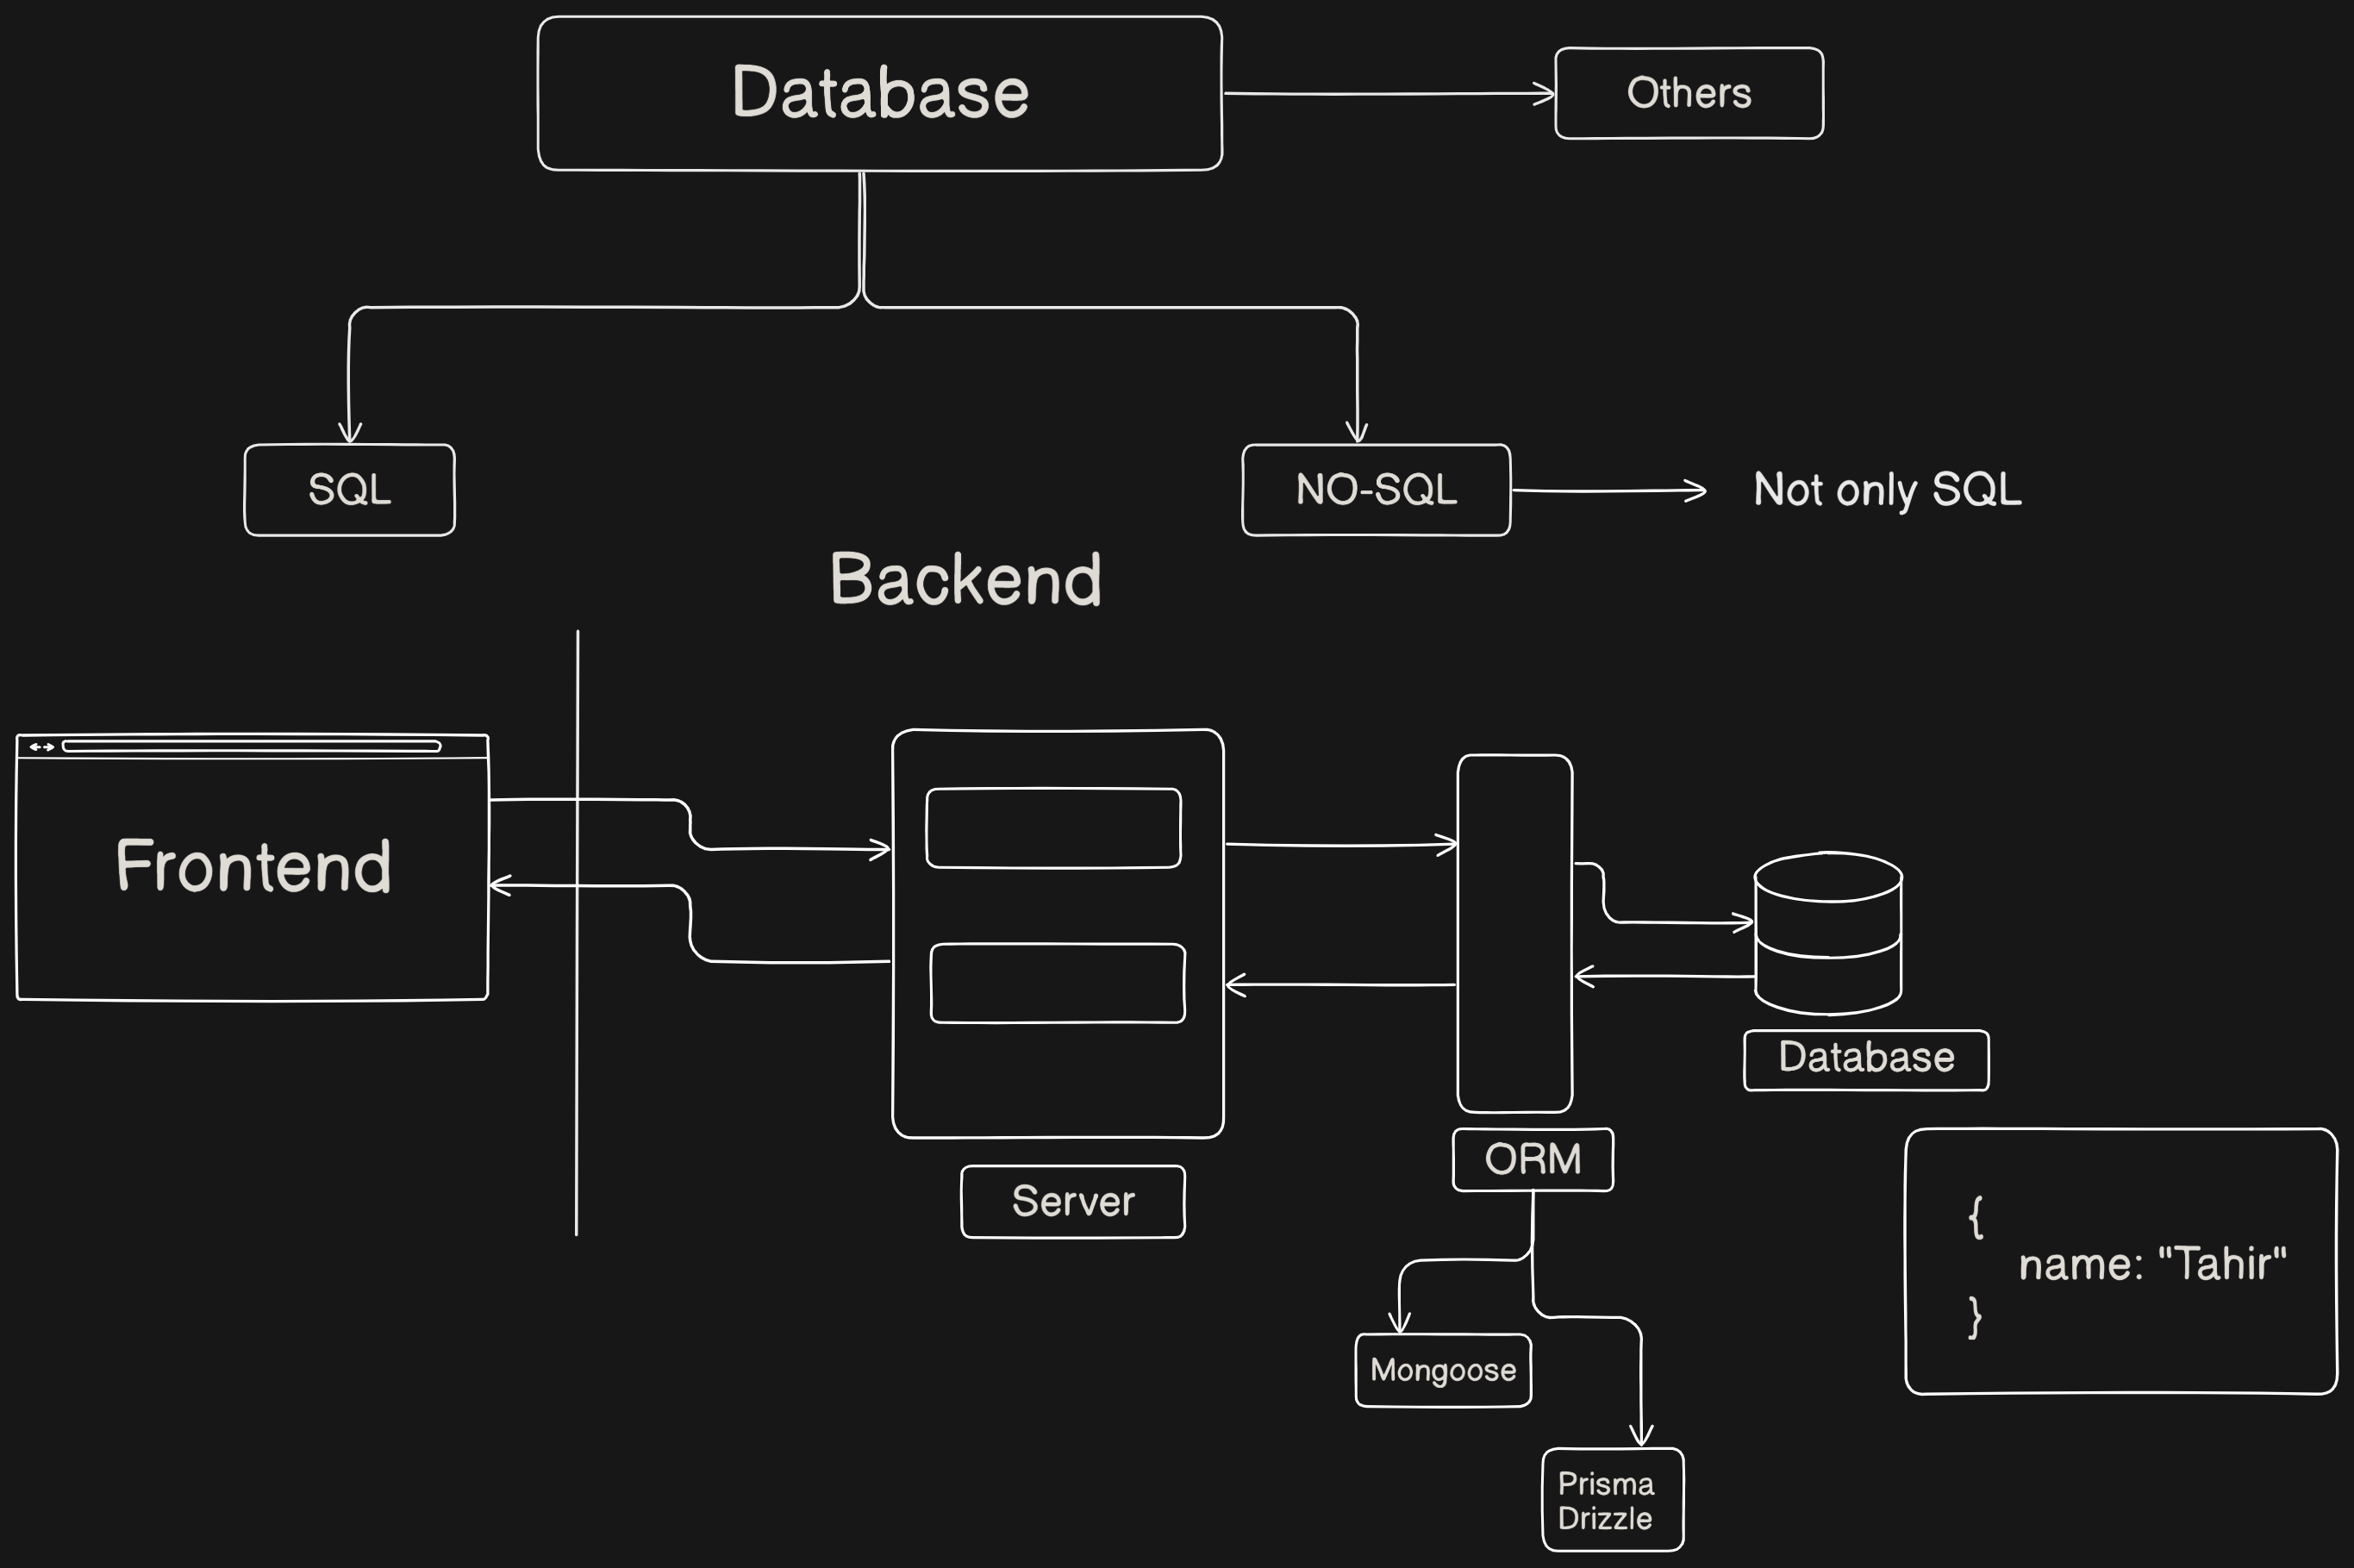 Database
Others
SQL
NO-SQL
Not only SQL
Backend
Frontend
Database
ORM
Server
{
name: "Tahir"
}
Mongoose
Prisma
Drizzle